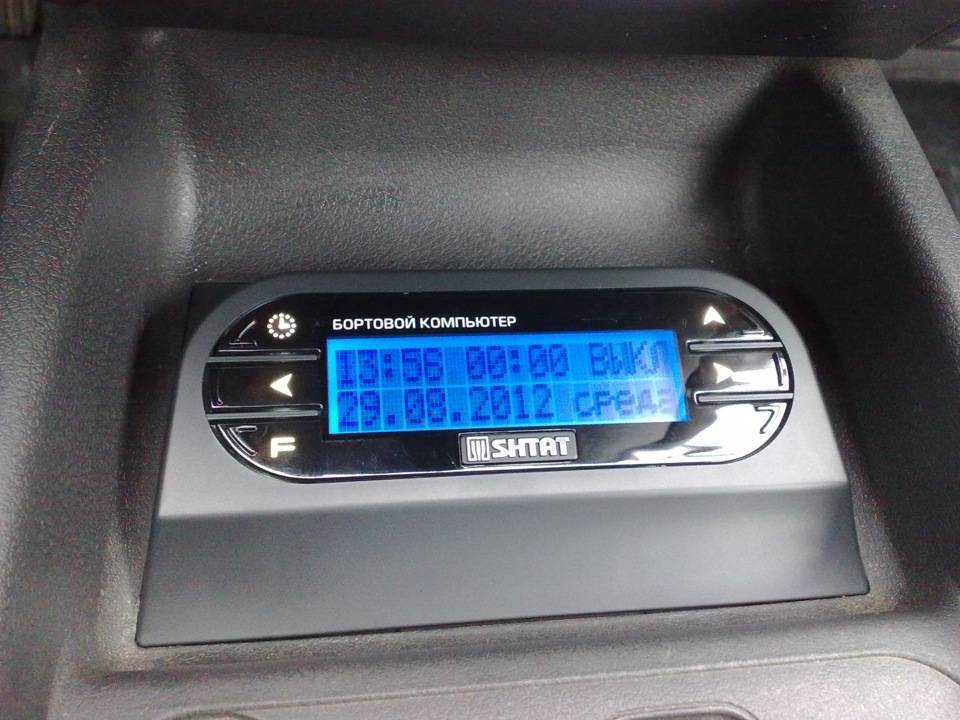 БОРТОВОЙ КОМПЬЮТЕР
13:56 00:00 ВЫКЛ
29.08.2012 среда
F
SHTAT